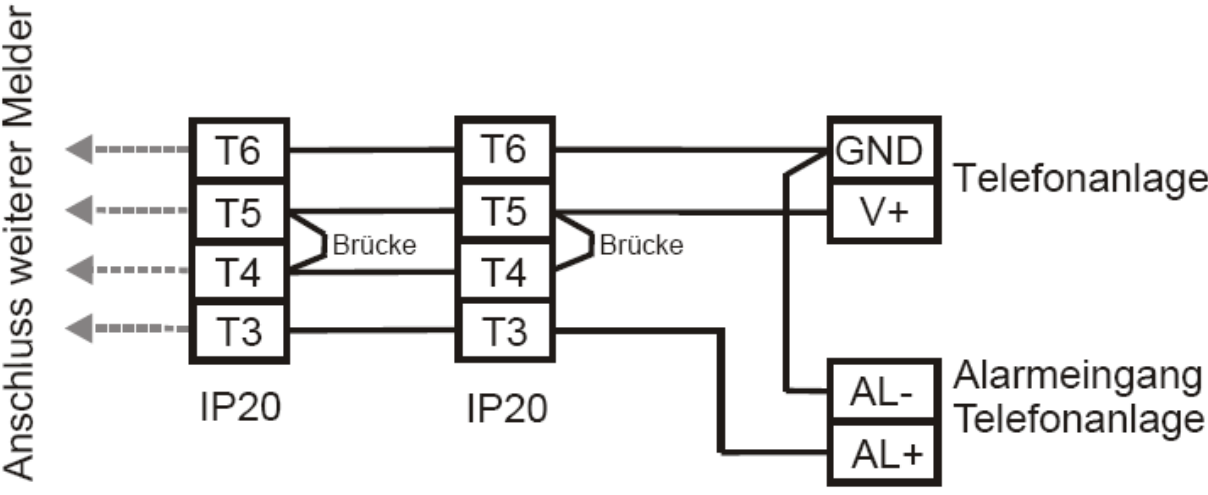 Anschluss weiterer Melder
T6
T5
T4
T3
IP20
Brücke
T6
T5
T4
T3
IP20
Brücke
GND
V+
Telefonanlage
AL-
AL+
Alarmeingang
Telefonanlage